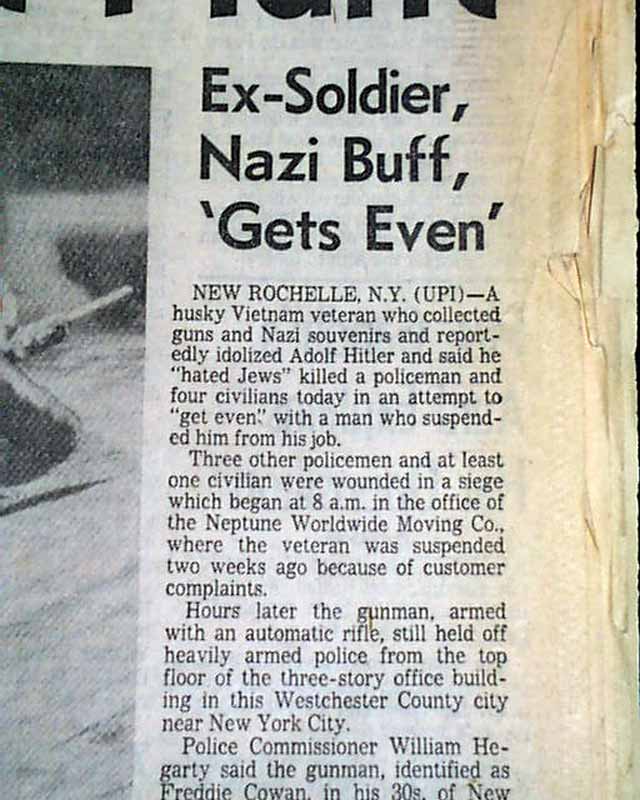 Ex-Soldier,
Nazi Buff,
‘Gets Even’
NEW ROCHELLE, N.Y. (UPI)—A
husky Vietnam veteran who collected
guns and Nazi souvenirs and report-
edly idolized Adolf Hitler and said he
“hated Jews” killed a policeman and
four civilians today in an attempt to
“get even” with a man who suspend-
ed him from his job.
Three other policemen and at least
one civilian were wounded in a siege
which began at 8 a.m. in the office of
the Neptune Worldwide Moving Co.,
where the veteran was suspended
two weeks ago because of customer
complaints.
Hours later the gunman, armed
with an automatic rifle, still held off
heavily armed police from the top
floor of the three-story office build-
ing in this Westchester County city
near New York City.
Police Commissioner William He-
garty said the gunman, identified as
Freddie Cowan, in his 30s, of New